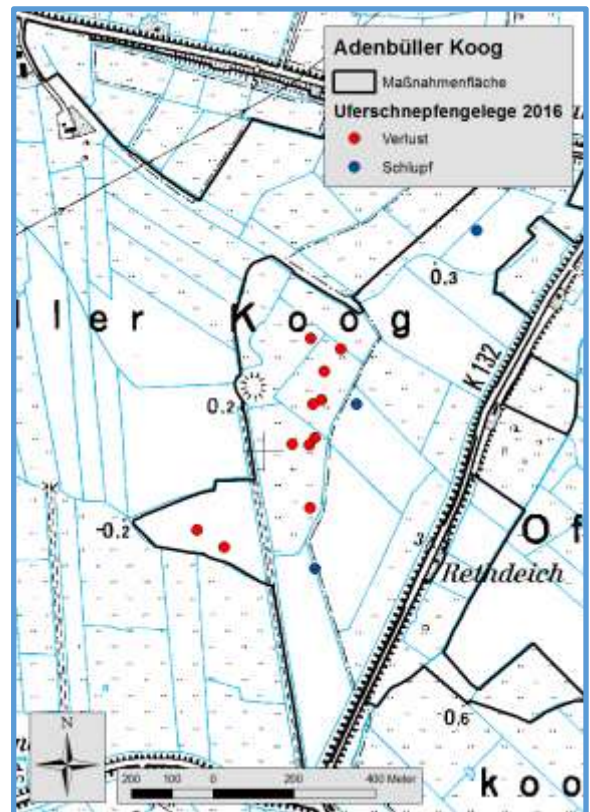 Adenbüller Koog
Maßnahmenfläche
Uferschnepfengelege 2016
Verlust
Schlupf
0.3
ller Koog
K 132
0.2
-0.2
Of
3
Rethdeich
-0.6
N
koo
200 100 0 200 400 Meter